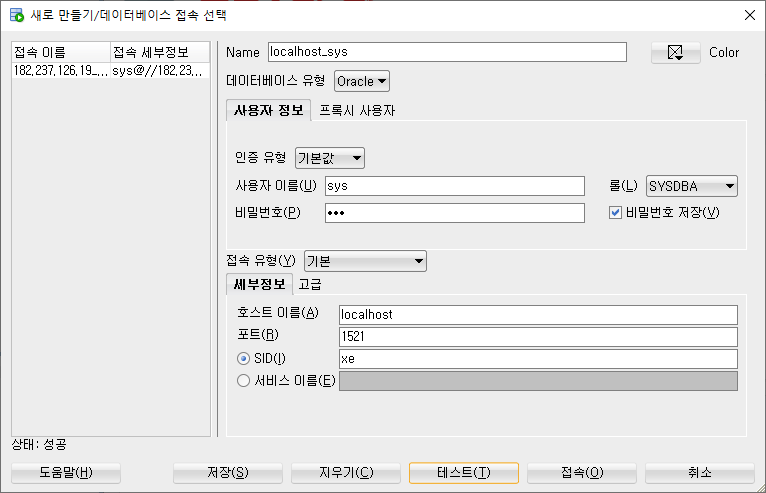 새로 만들기/데이터베이스 접속 선택
접속 이름 접속 세부정보
182.237.126.19_... sys@//182.23...
Name localhost_sys Color
데이터베이스 유형 Oracle
사용자 정보 프록시 사용자
인증 유형 기본값
사용자 이름(U) sys 롤(L) SYSDBA
비밀번호(P) ●●● 비밀번호 저장(V)
접속 유형(Y) 기본
세부정보 고급
호스트 이름(A) localhost
포트(R) 1521
SID(I) xe
서비스 이름(E)
상태: 성공
도움말(H) 저장(S) 지우기(C) 테스트(T) 접속(O) 취소